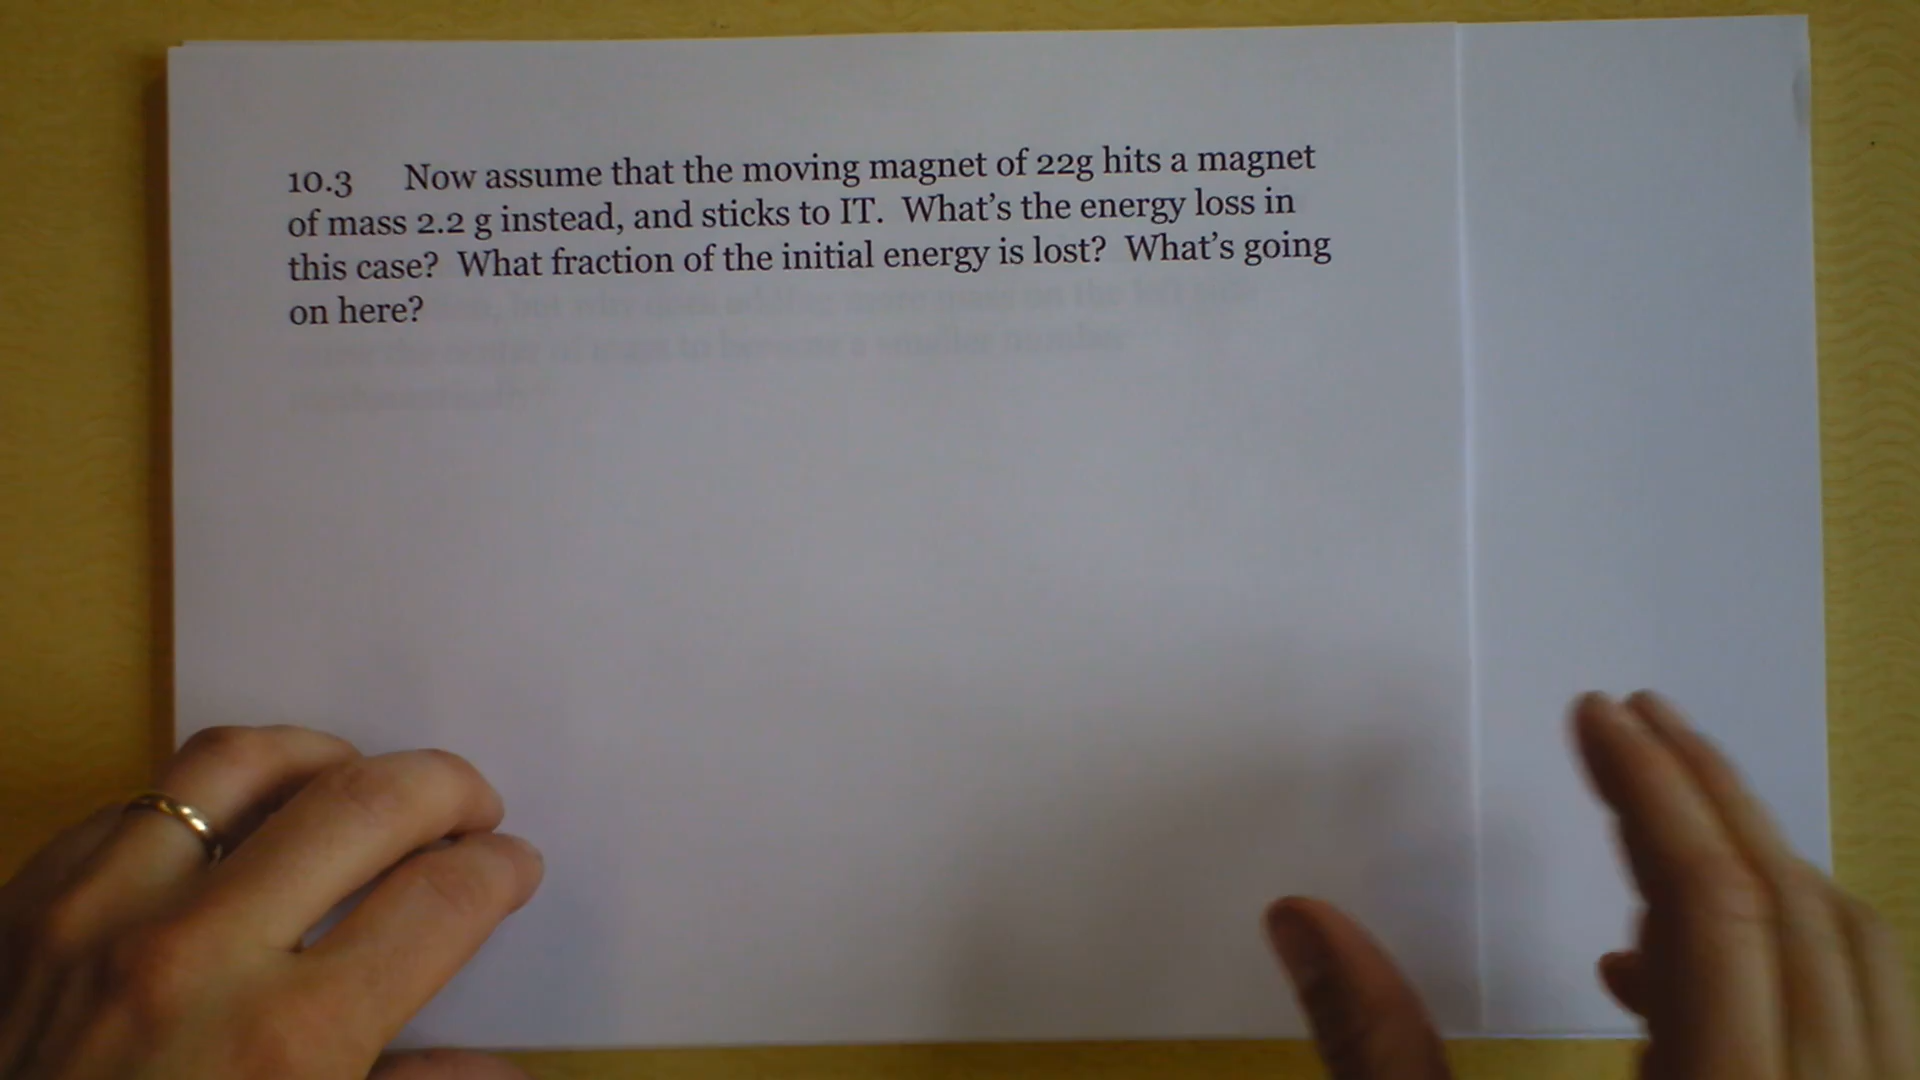 10.3 Now assume that the moving magnet of 22g hits a magnet
of mass 2.2 g instead, and sticks to IT. What's the energy loss in
this case? What fraction of the initial energy is lost? What's going
on here?